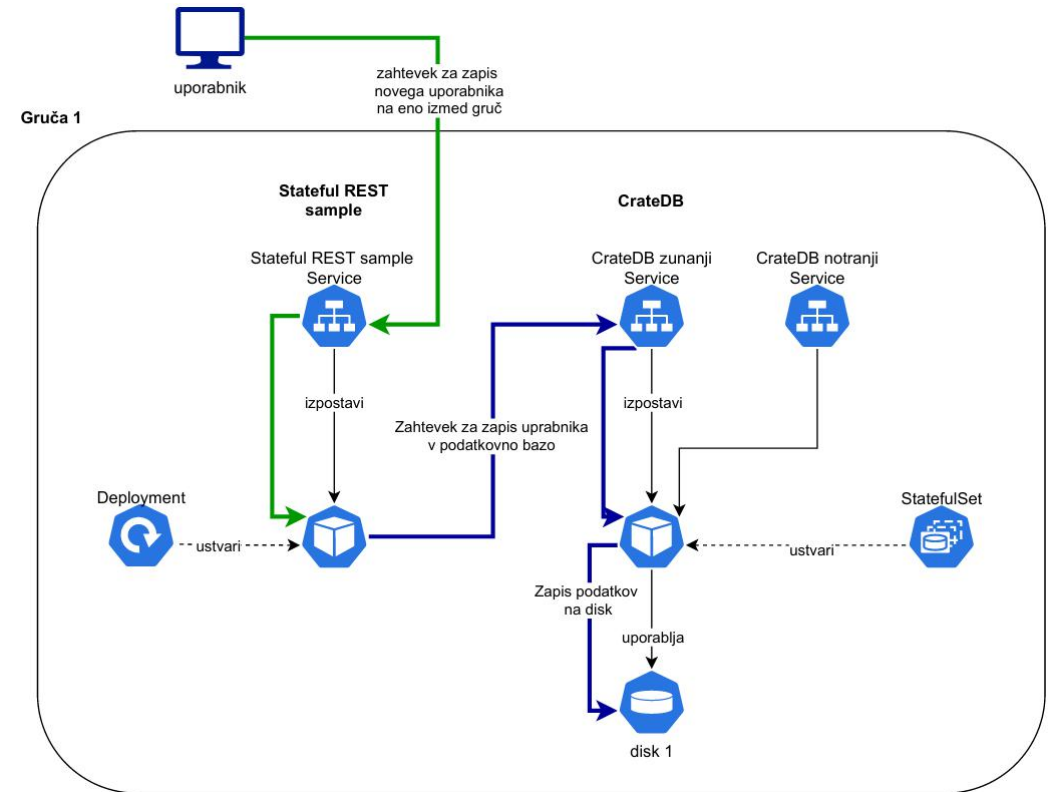 uporabnik
zahtevek za zapis
novega uporabnika
na eno izmed gruč
Gruča 1
Stateful REST
sample
CrateDB
Stateful REST sample
Service
CrateDB zunanji
Service
CrateDB notranji
Service
izpostavi
izpostavi
Zahtevek za zapis uprabnika
v podatkovno bazo
Deployment
StatefulSet
ustvari
ustvari
Zapis podatkov
na disk
uporablja
disk 1